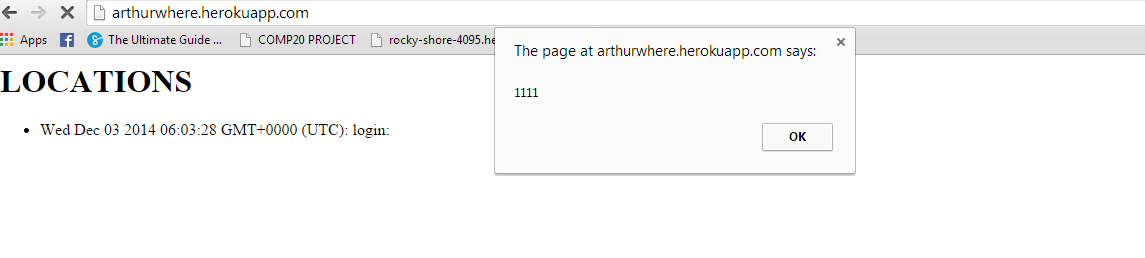 arthurwhere.herokuapp.com
Apps The Ultimate Guide ... COMP20 PROJECT rocky-shore-4095.he
The page at arthurwhere.herokuapp.com says:
1111
OK
LOCATIONS
Wed Dec 03 2014 06:03:28 GMT+0000 (UTC): login: